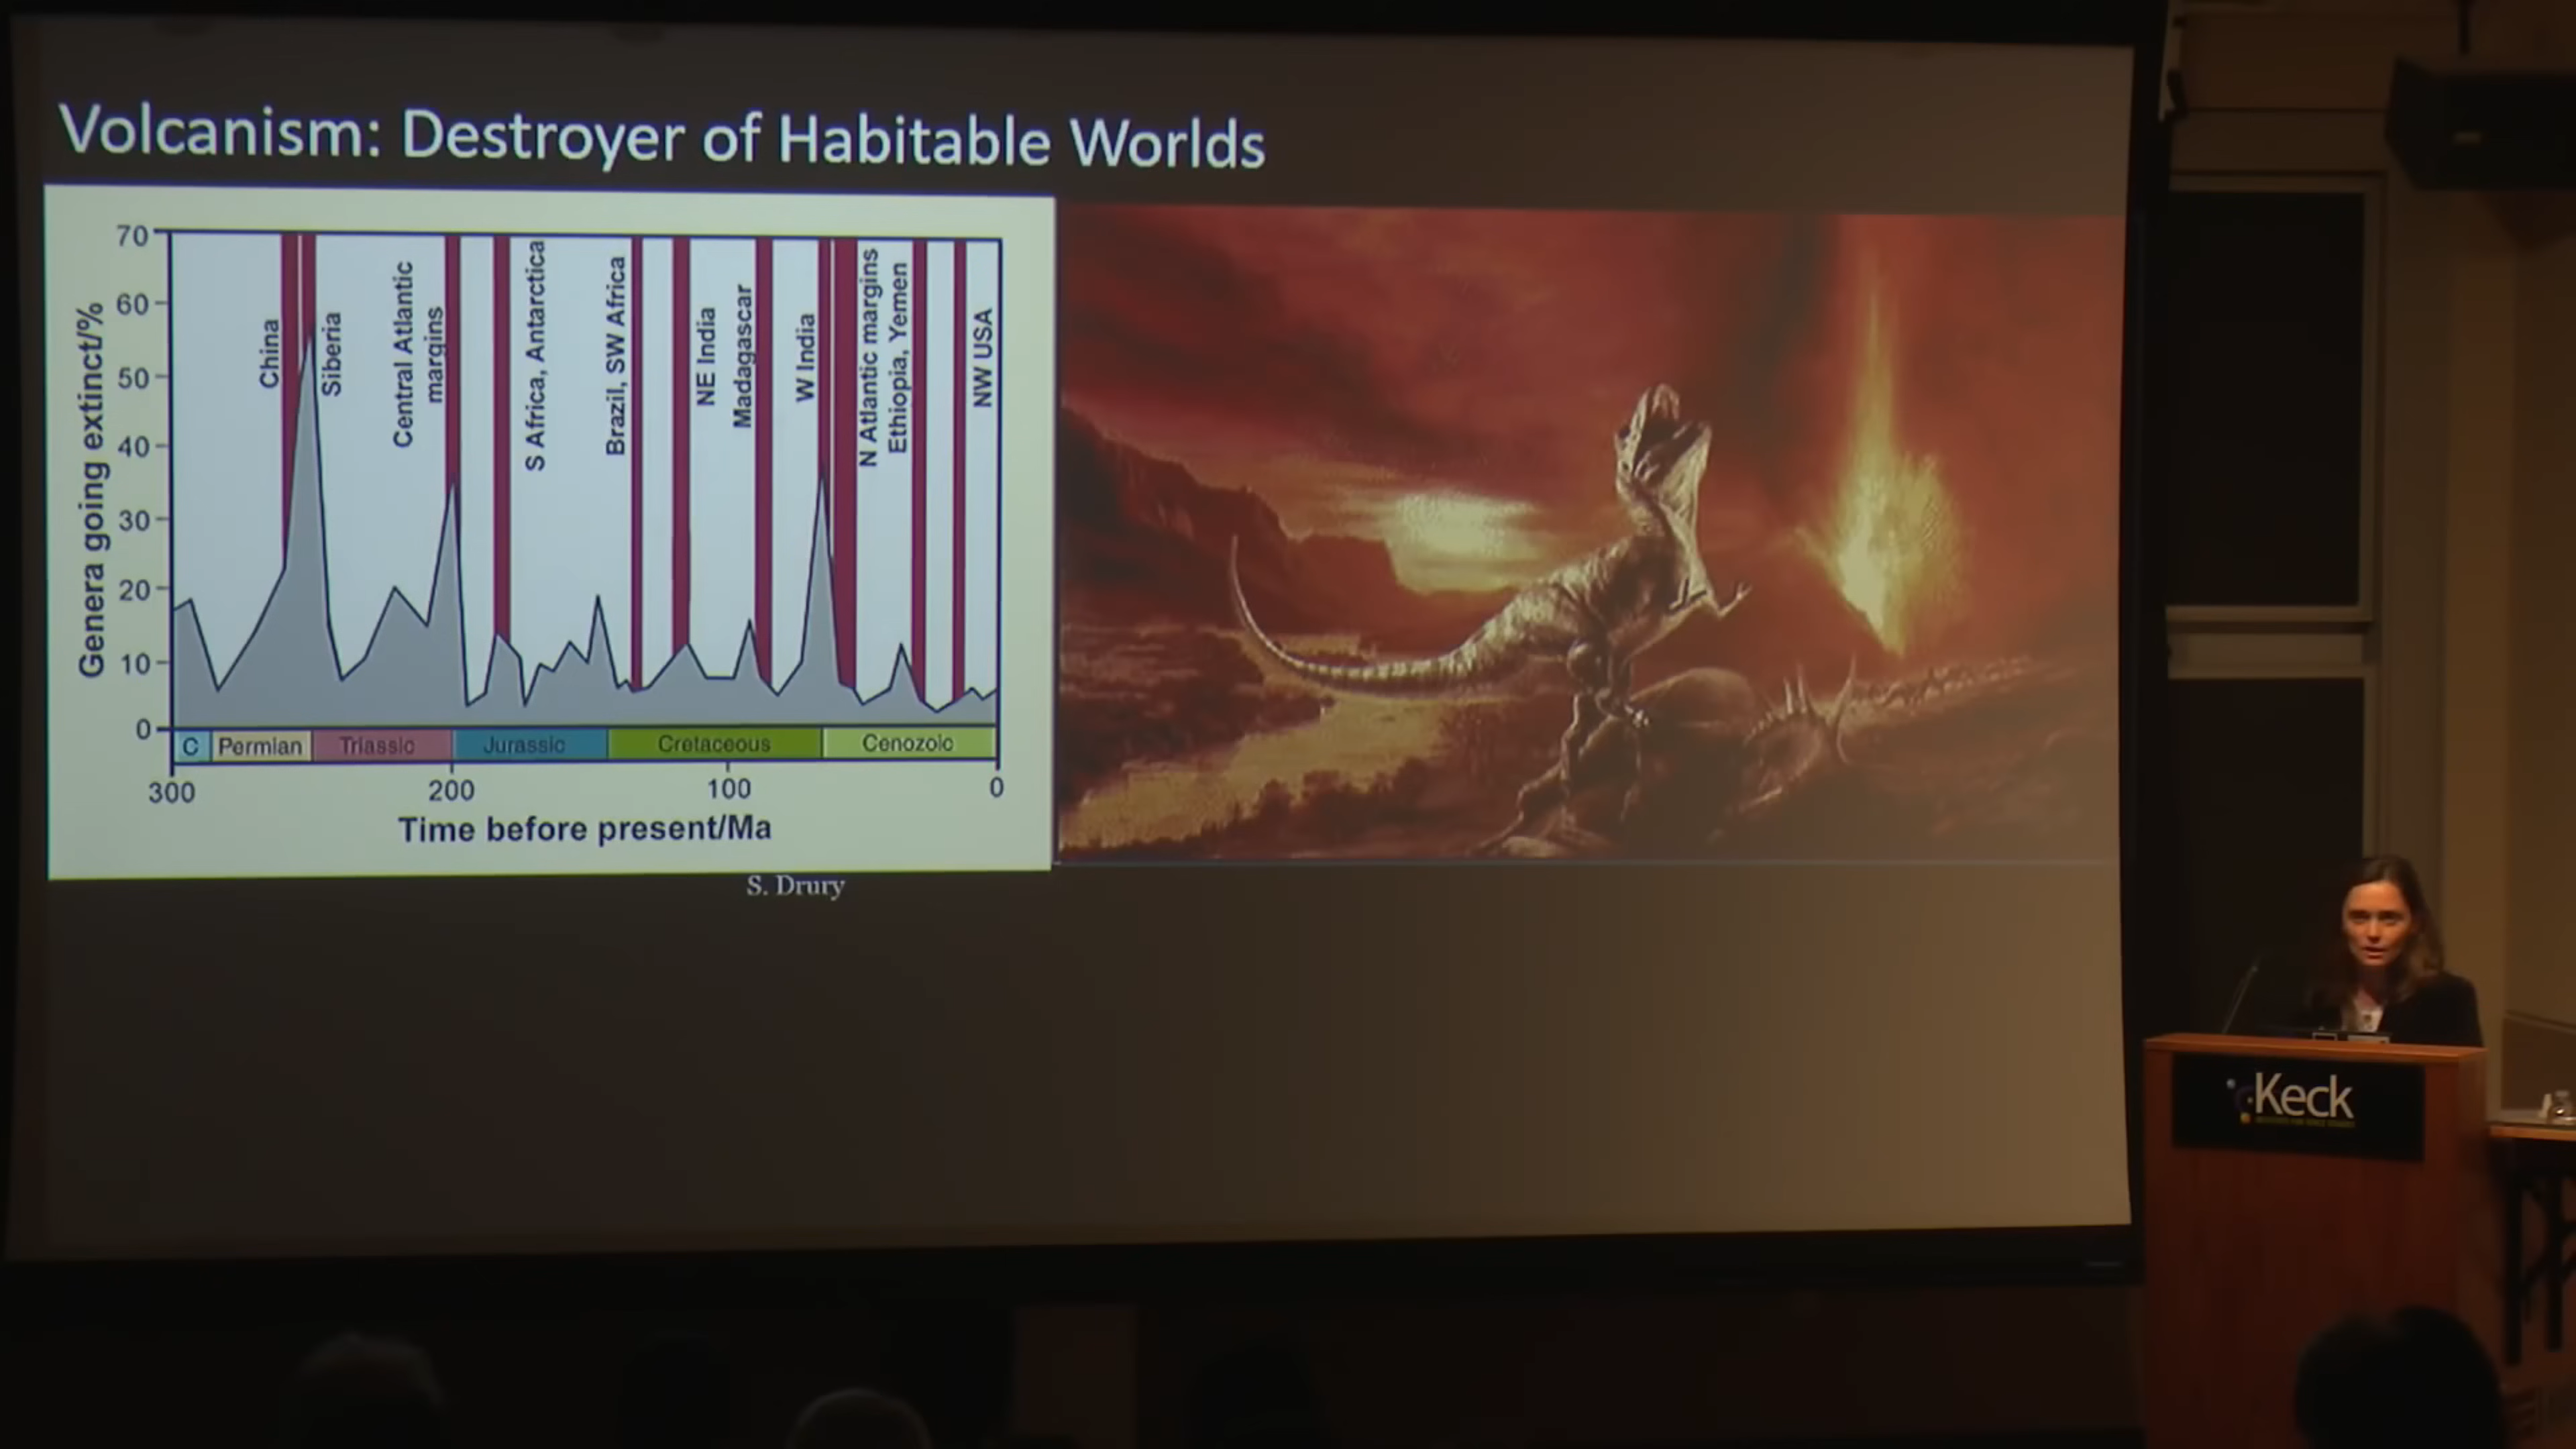 Volcanism: Destroyer of Habitable Worlds
Genera going extinct/%
70
60
50
40
30
20
10
0
China
Siberia
Central Atlantic
margins
S Africa, Antarctica
Brazil, SW Africa
NE India
Madagascar
W India
N Atlantic margins
Ethiopia, Yemen
NW USA
C Permian Triassic Jurassic Cretaceous Cenozoic
300 200 100 0
Time before present/Ma
S. Drury
Keck